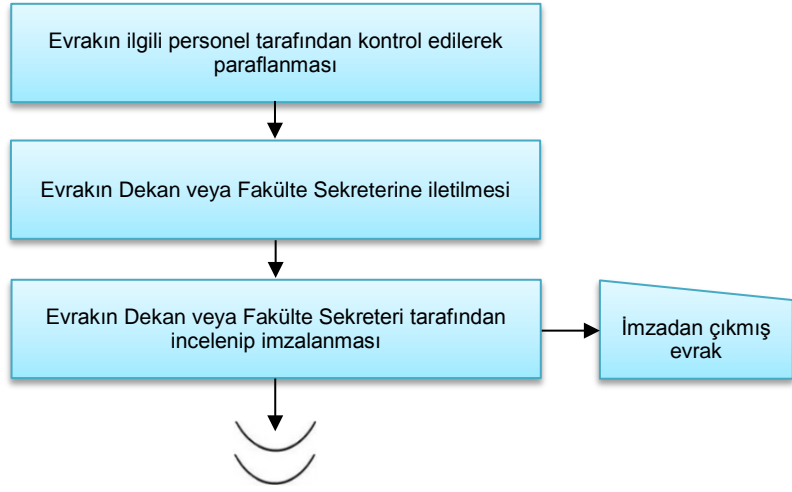 Evrakın ilgili personel tarafından kontrol edilerek
paraflanması
Evrakın Dekan veya Fakülte Sekreterine iletilmesi
Evrakın Dekan veya Fakülte Sekreteri tarafından
incelenip imzalanması
İmzadan çıkmış
evrak